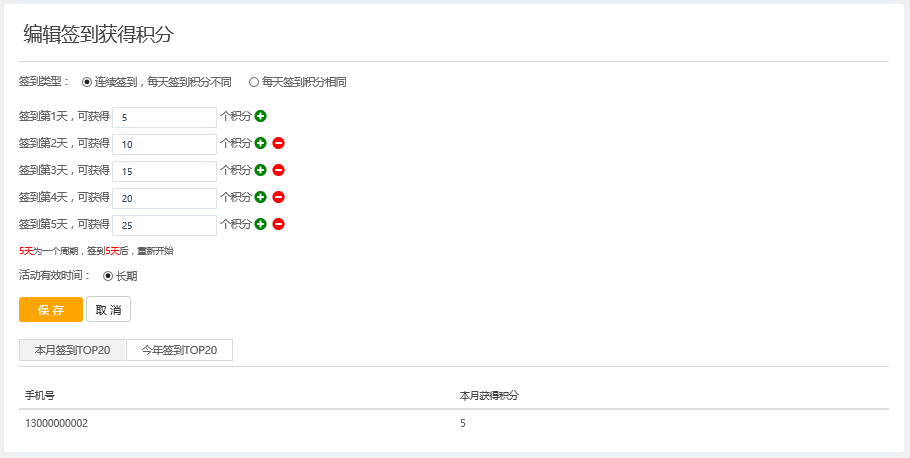 编辑签到获得积分
签到类型： 连续签到，每天签到积分不同 每天签到积分相同
签到第1天，可获得 5 个积分
签到第2天，可获得 10 个积分
签到第3天，可获得 15 个积分
签到第4天，可获得 20 个积分
签到第5天，可获得 25 个积分
5天为一个周期，签到5天后，重新开始
活动有效时间： 长期
保 存 取 消
本月签到TOP20 今年签到TOP20
手机号 本月获得积分
13000000002 5